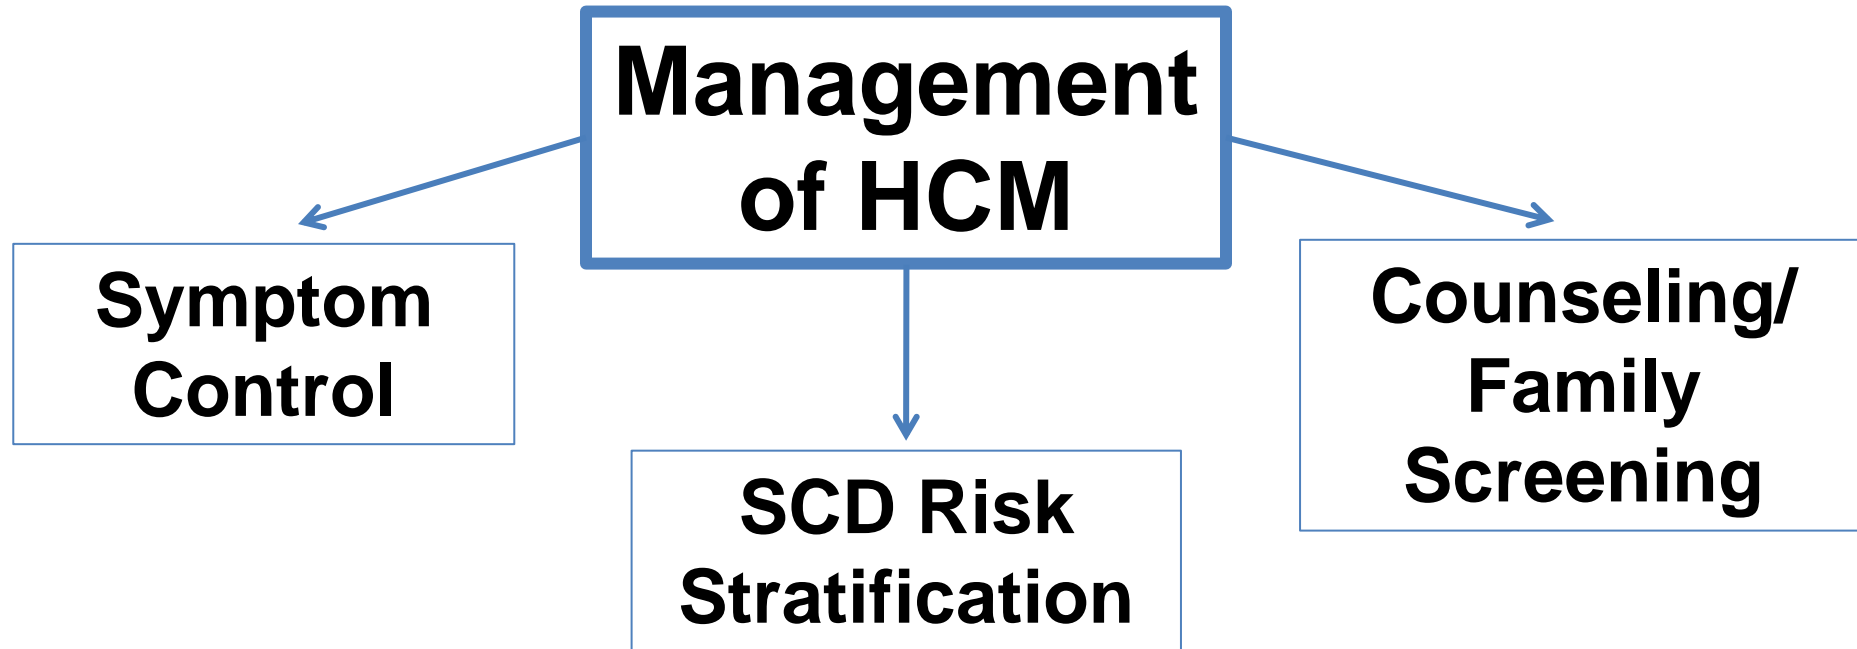 Management
of HCM
Symptom
Control
SCD Risk
Stratification
Counseling/
Family
Screening